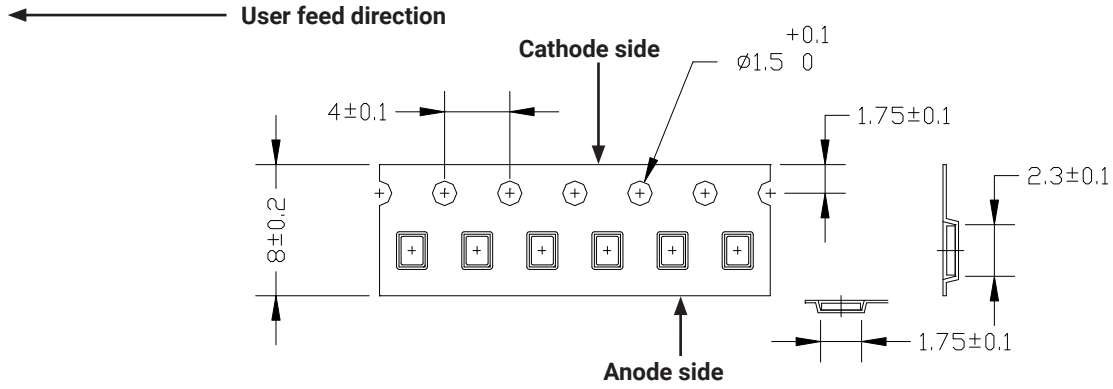 User feed direction
Cathode side
+0.1
ø1.5 0
4±0.1
1.75±0.1
2.3±0.1
8±0.2
1.75±0.1
Anode side